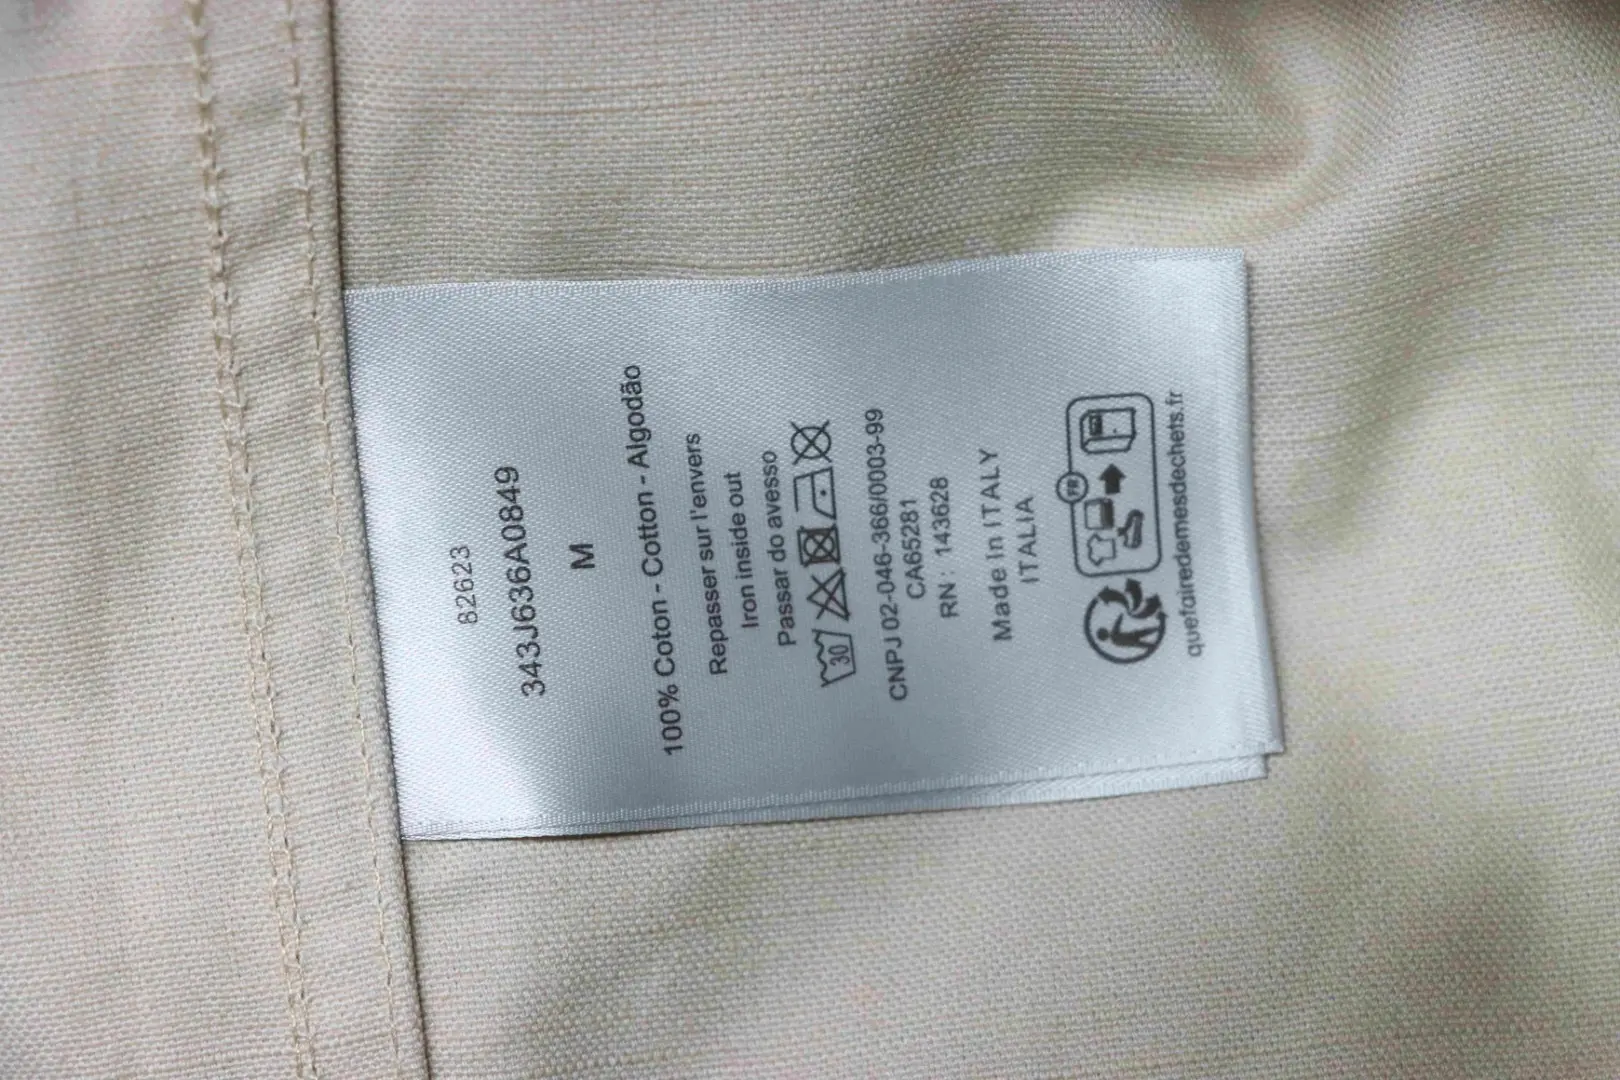 82623
343J636A0849
M
100% Coton - Cotton - Algodão
Repasser sur l'envers
Iron inside out
Passar do avesso
30
CNPJ 02-046-366/0003-99
CA65281
RN : 143628
Made In ITALY
ITALIA
FR
quefairedemesdechets.fr